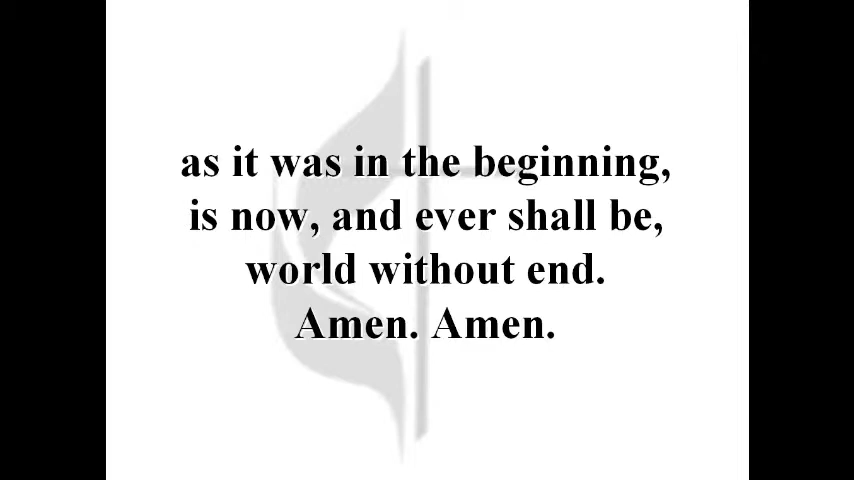 as it was in the beginning,
is now, and ever shall be,
world without end.
Amen. Amen.